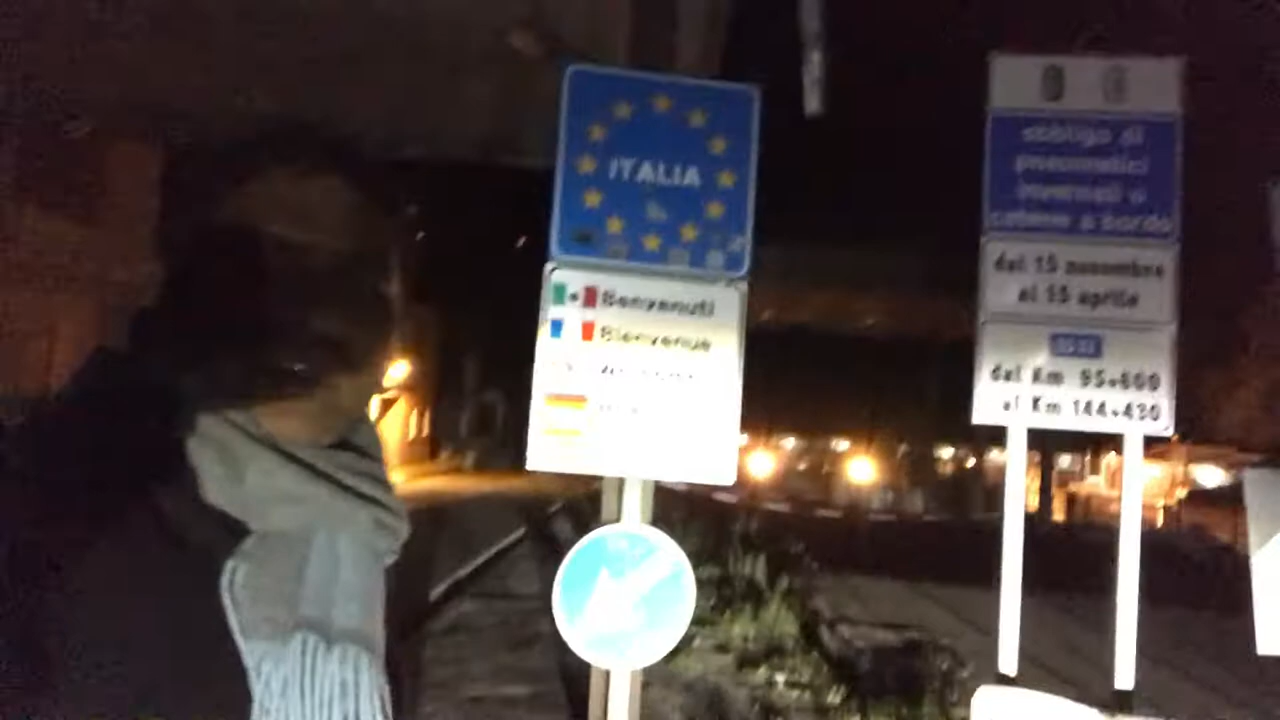 ITALIA
Benvenuti
Bienvenue
obbligo di
pneumatici
invernali o
catene a bordo
dal 15 novembre
al 15 aprile
dal Km 95+600
al Km 144+430